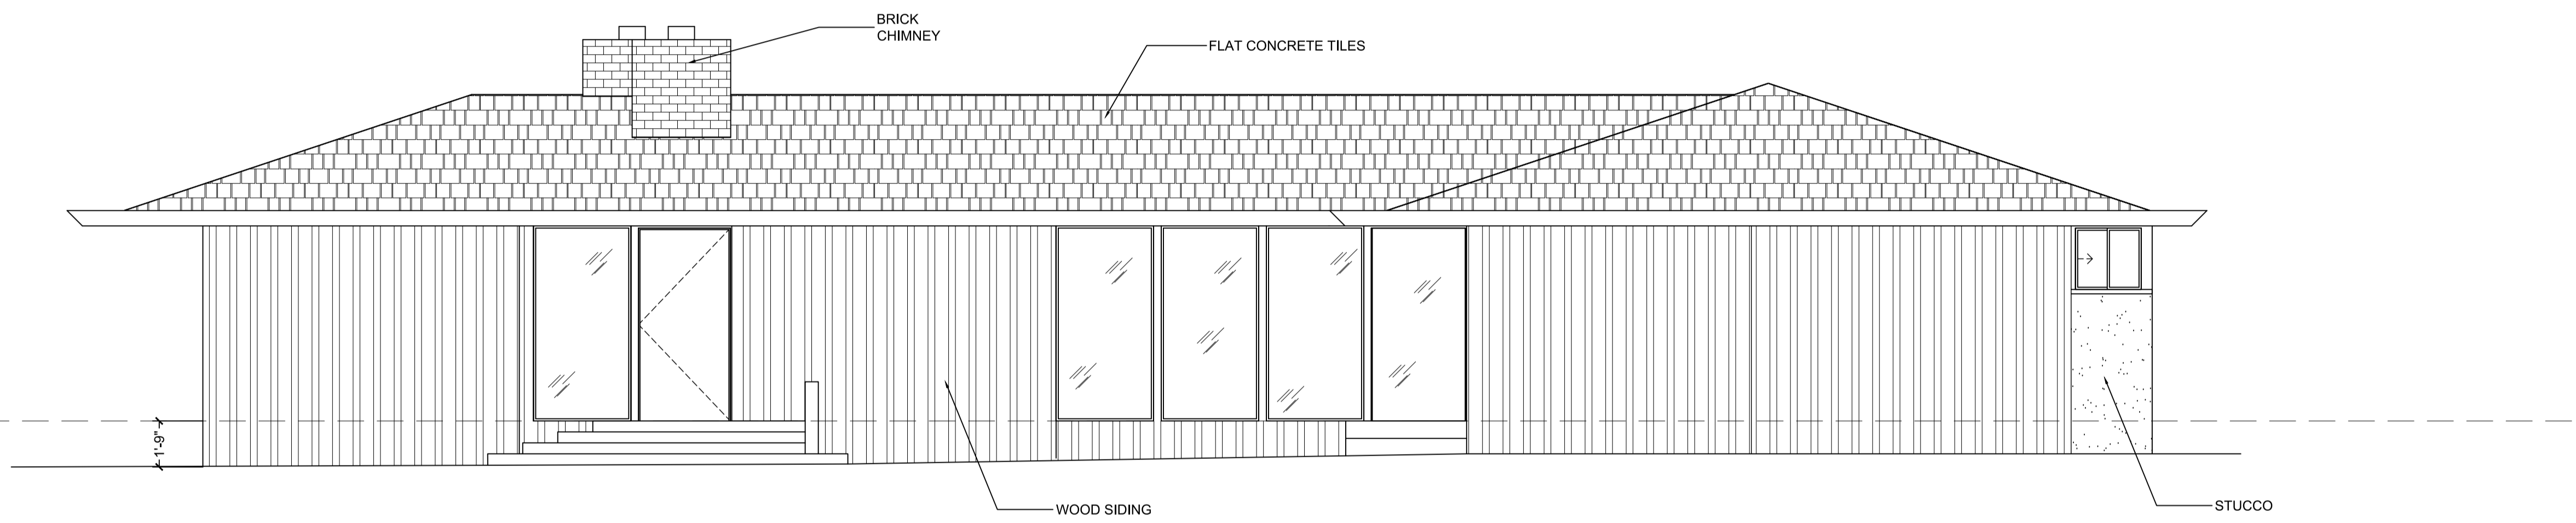 BRICK
CHIMNEY
FLAT CONCRETE TILES
1'-9"
WOOD SIDING
STUCCO